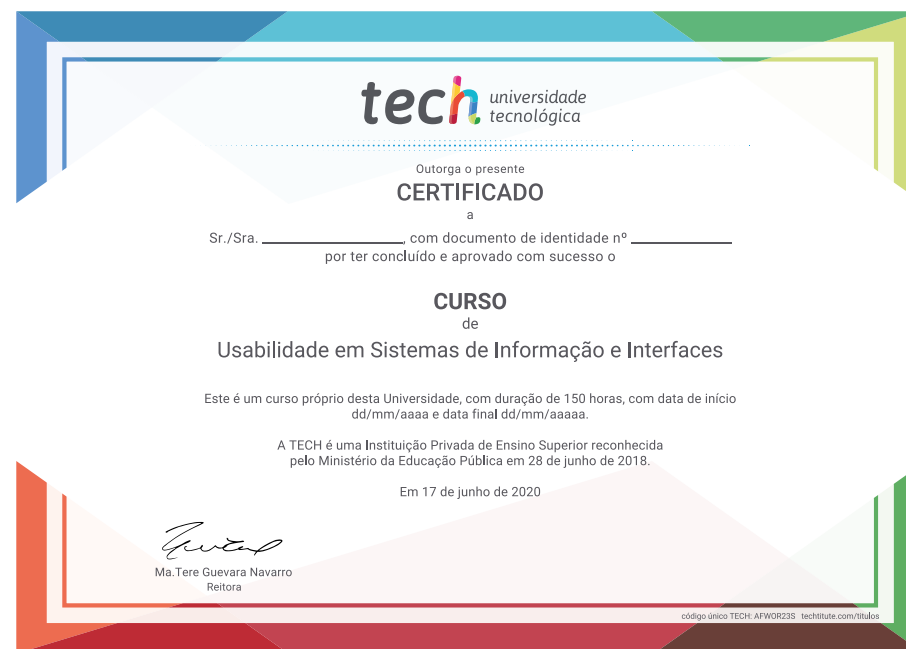 tech universidade
tecnológica
Outorga o presente
CERTIFICADO
a
Sr./Sra. ________________, com documento de identidade nº ____________
por ter concluído e aprovado com sucesso o
CURSO
de
Usabilidade em Sistemas de Informação e Interfaces
Este é um curso próprio desta Universidade, com duração de 150 horas, com data de início
dd/mm/aaaa e data final dd/mm/aaaaa.
A TECH é uma Instituição Privada de Ensino Superior reconhecida
pelo Ministério da Educação Pública em 28 de junho de 2018.
Em 17 de junho de 2020
Ma.Tere Guevara Navarro
Reitora
código único TECH: AFWOR23S techtitute.com/titulos